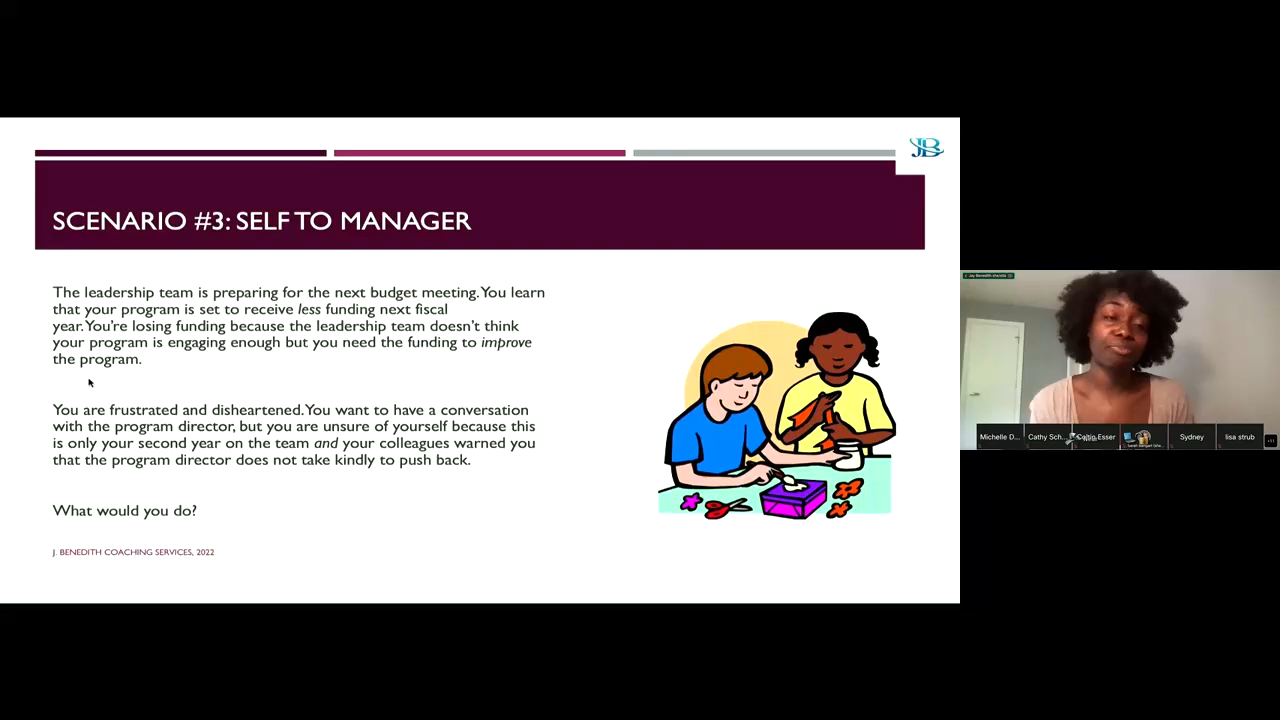 JB
SCENARIO #3: SELF TO MANAGER
The leadership team is preparing for the next budget meeting. You learn
that your program is set to receive less funding next fiscal
year. You're losing funding because the leadership team doesn't think
your program is engaging enough but you need the funding to improve
the program.
You are frustrated and disheartened. You want to have a conversation
with the program director, but you are unsure of yourself because this
is only your second year on the team and your colleagues warned you
that the program director does not take kindly to push back.
What would you do?
J. BENEDITH COACHING SERVICES, 2022
Michelle D...
Cathy Sch...
Caitlin Esser
Sydney
lisa strub